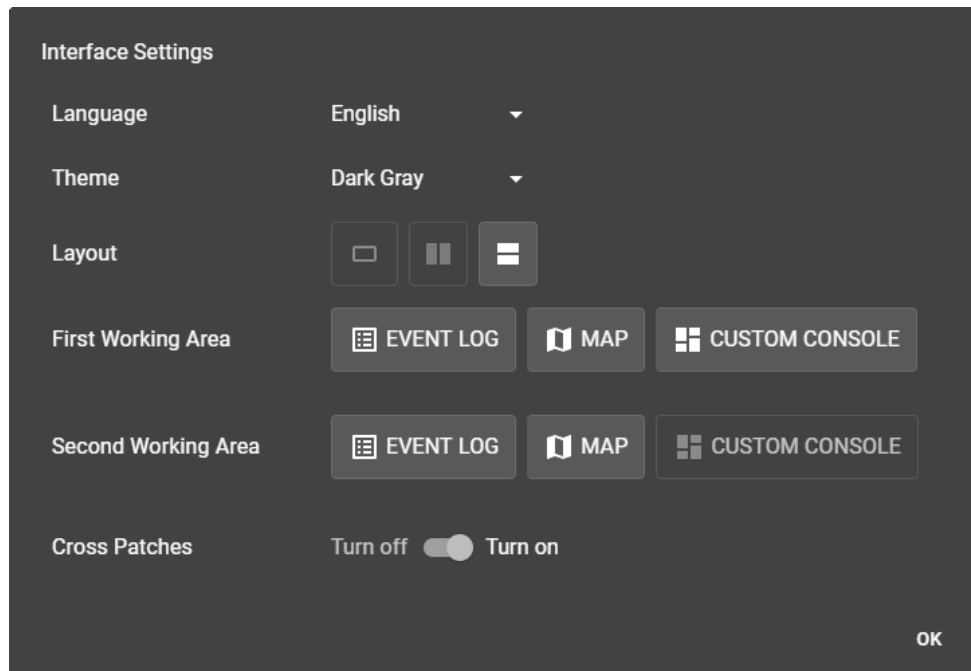 Interface Settings
Language English
Theme Dark Gray
Layout
First Working Area EVENT LOG MAP CUSTOM CONSOLE
Second Working Area EVENT LOG MAP CUSTOM CONSOLE
Cross Patches Turn off Turn on
OK